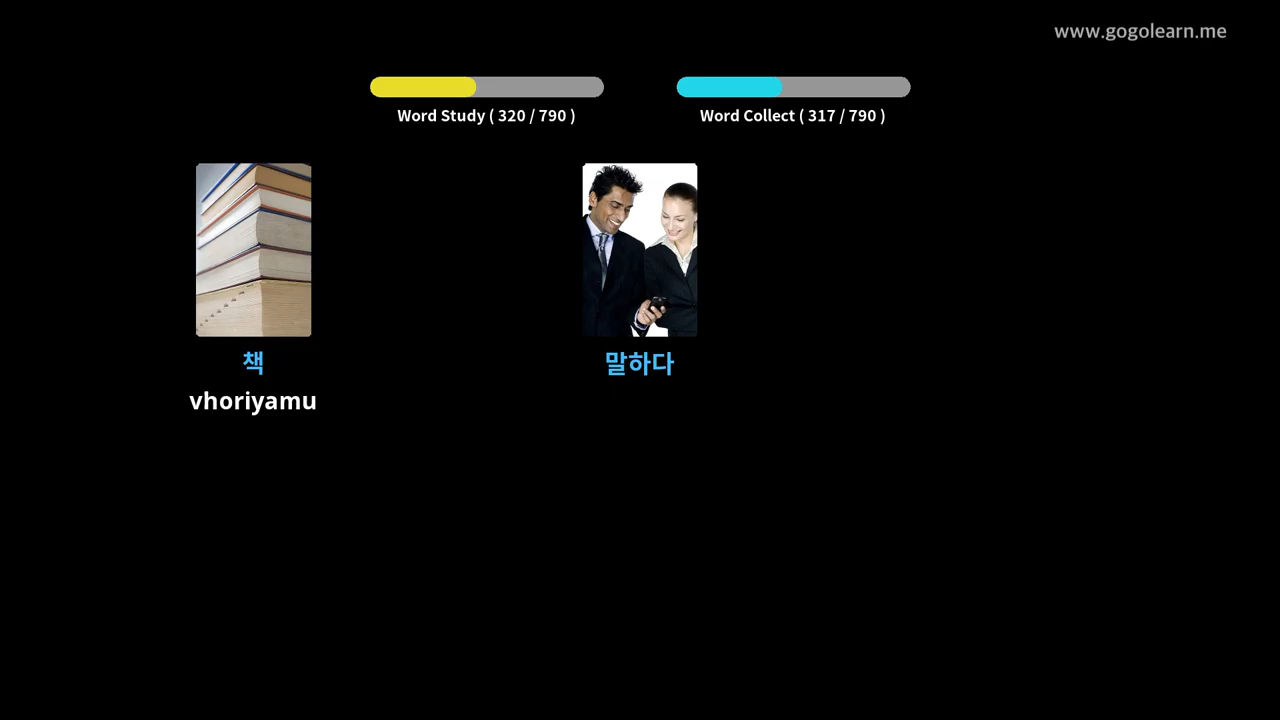 www.gogolearn.me
Word Study ( 320 / 790 )
Word Collect ( 317 / 790 )
책
말하다
vhoriyamu